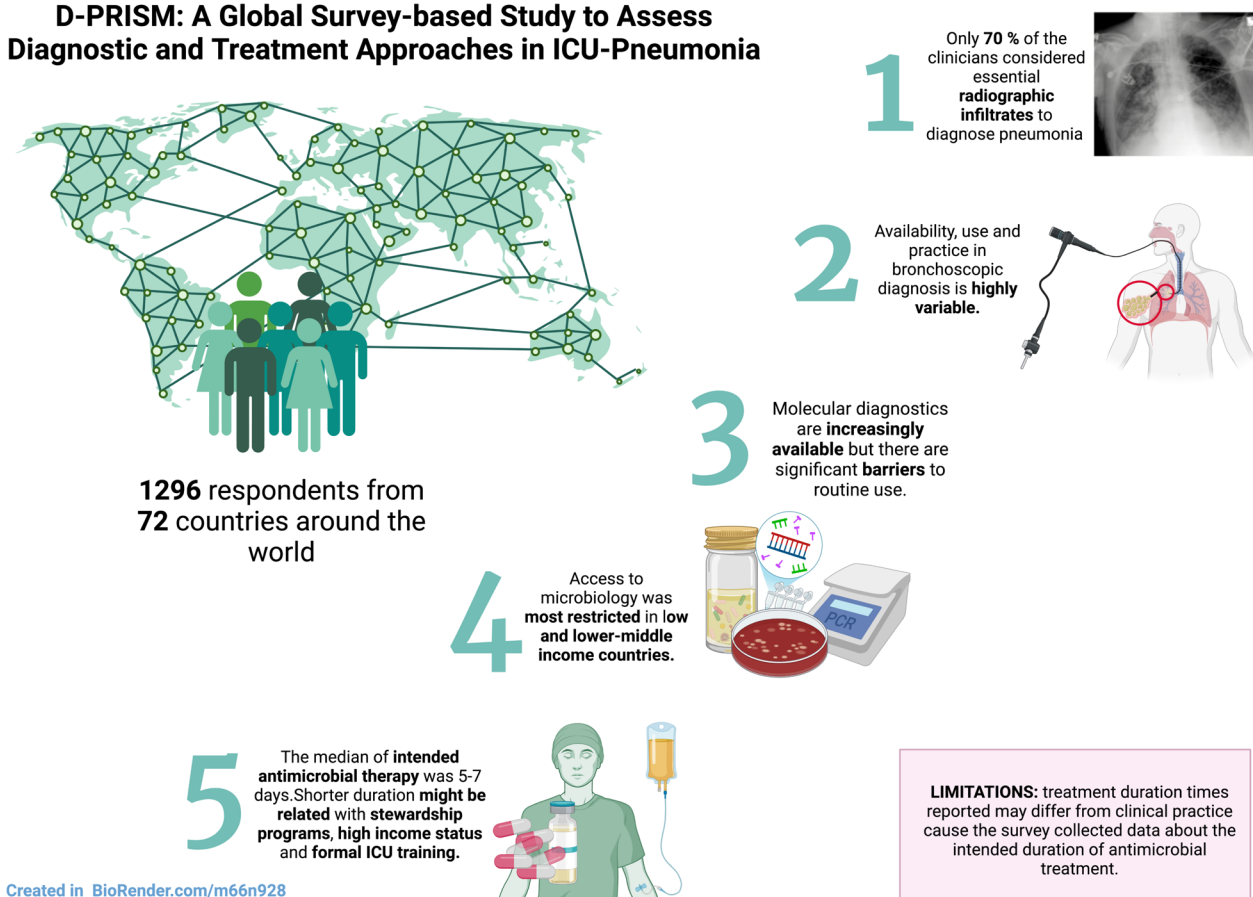 D-PRISM: A Global Survey-based Study to Assess
Diagnostic and Treatment Approaches in ICU-Pneumonia
1296 respondents from
72 countries around the
world
1
Only 70 % of the
clinicians considered
essential
radiographic
infiltrates to
diagnose pneumonia
2
Availability, use and
practice in
bronchoscopic
diagnosis is highly
variable.
3
Molecular diagnostics
are increasingly
available but there are
significant barriers to
routine use.
PCR
4
Access to
microbiology was
most restricted in low
and lower-middle
income countries.
5
The median of intended
antimicrobial therapy was 5-7
days.Shorter duration might be
related with stewardship
programs, high income status
and formal ICU training.
LIMITATIONS: treatment duration times
reported may differ from clinical practice
cause the survey collected data about the
intended duration of antimicrobial
treatment.
Created in BioRender.com/m66n928